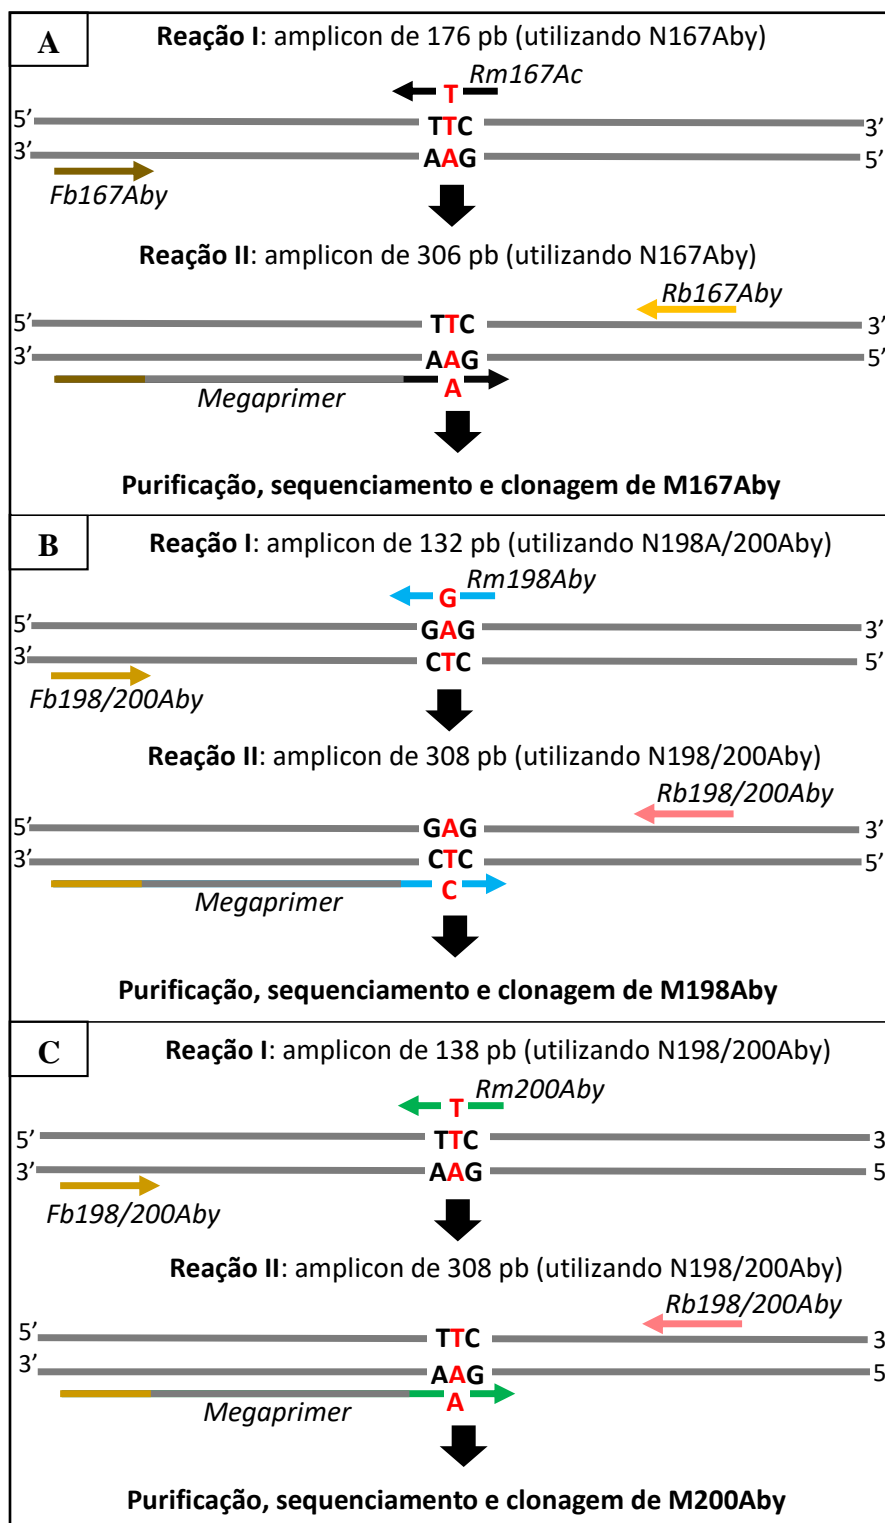 A
Reação I: amplicon de 176 pb (utilizando N167Aby)
Rm167Ac
T
5’ TTC 3’
3’ AAG 5’
Fb167Aby
Reação II: amplicon de 306 pb (utilizando N167Aby)
Rb167Aby
5’ TTC 3’
3’ AAG 5’
A
Megaprimer
Purificação, sequenciamento e clonagem de M167Aby
B
Reação I: amplicon de 132 pb (utilizando N198A/200Aby)
Rm198Aby
G
5’ GAG 3’
3’ CTC 5’
Fb198/200Aby
Reação II: amplicon de 308 pb (utilizando N198/200Aby)
Rb198/200Aby
5’ GAG 3’
3’ CTC 5’
C
Megaprimer
Purificação, sequenciamento e clonagem de M198Aby
C
Reação I: amplicon de 138 pb (utilizando N198/200Aby)
Rm200Aby
T
5’ TTC 3
3’ AAG 5
Fb198/200Aby
Reação II: amplicon de 308 pb (utilizando N198/200Aby)
Rb198/200Aby
5’ TTC 3
3’ AAG 5
A
Megaprimer
Purificação, sequenciamento e clonagem de M200Aby